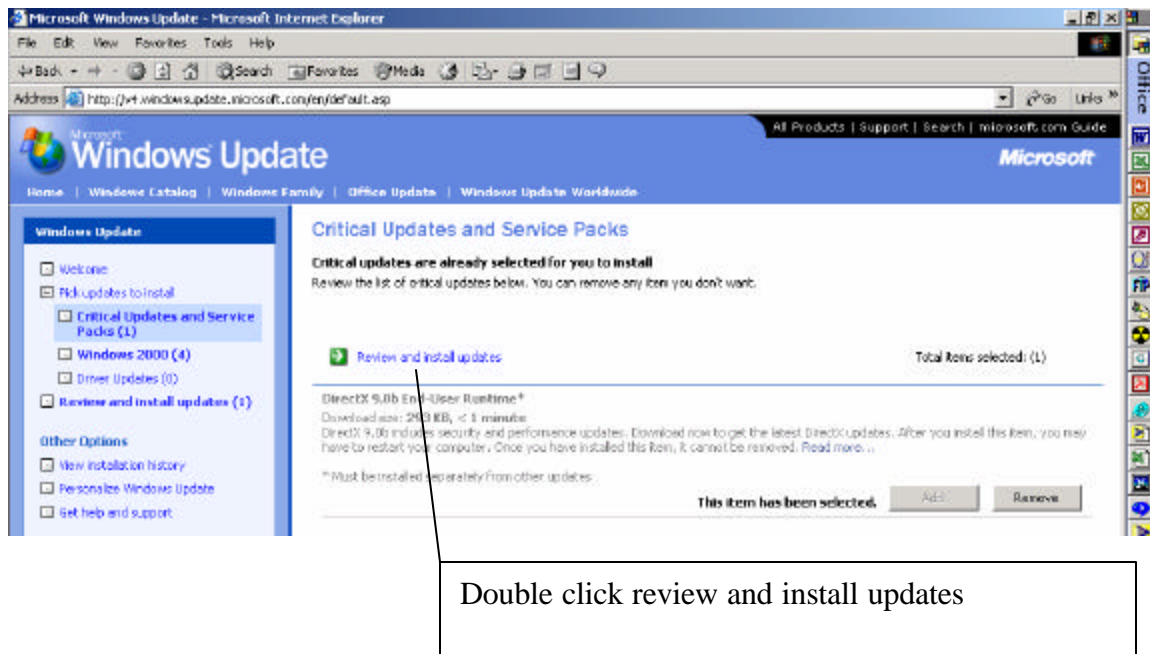 Microsoft Windows Update - Microsoft Internet Explorer
File Edit View Favorites Tools Help
Back Search Favorites Media
Address http://v4.windowsupdate.microsoft.com/en/default.asp Go Links »
Office
All Products | Support | Search | microsoft.com Guide
Microsoft
Windows Update
Microsoft
Home | Windows Catalog | Windows Family | Office Update | Windows Update Worldwide
Windows Update
Welcome
Pick updates to install
Critical Updates and Service
Packs (1)
Windows 2000 (4)
Driver Updates (0)
Review and install updates (1)
Other Options
View installation history
Personalize Windows Update
Get help and support
Critical Updates and Service Packs
Critical updates are already selected for you to install
Review the list of critical updates below. You can remove any item you don't want.
Review and install updates
Total items selected: (1)
DirectX 9.0b End-User Runtime*
Download size: 293 KB, < 1 minute
DirectX 9.0b includes security and performance updates. Download now to get the latest DirectX updates. After you install this item, you may
have to restart your computer. Once you have installed this item, it cannot be removed. Read more...
*Must be installed separately from other updates
This item has been selected. Add Remove
FTP
Double click review and install updates